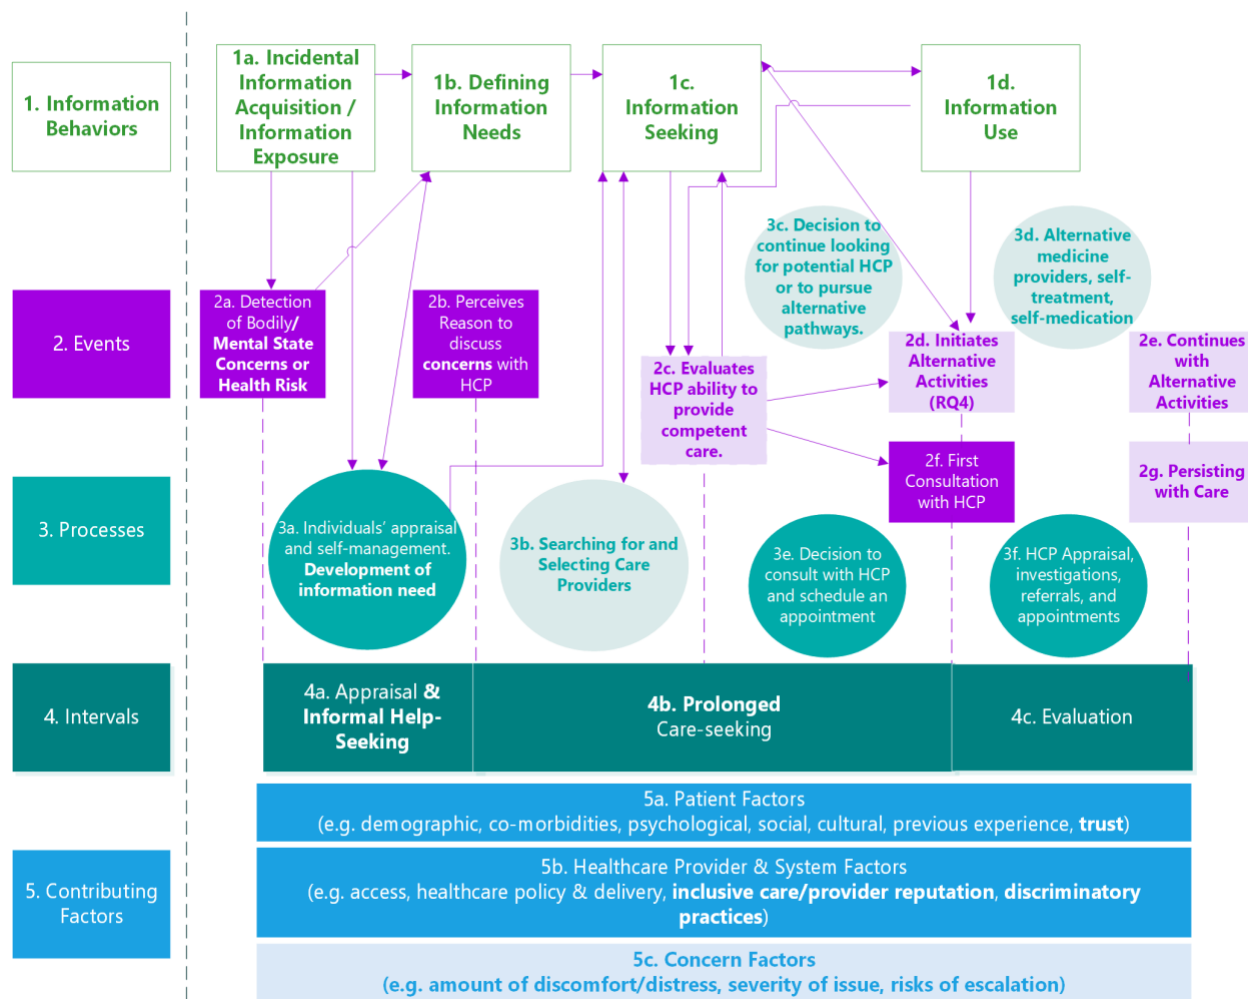 1. Information
Behaviors
1a. Incidental
Information
Acquisition /
Information
Exposure
1b. Defining
Information
Needs
1c.
Information
Seeking
1d.
Information
Use
2. Events
2a. Detection
of Bodily/
Mental State
Concerns or
Health Risk
2b. Perceives
Reason to
discuss
concerns with
HCP
2c. Evaluates
HCP ability to
provide
competent
care.
3c. Decision to
continue looking
for potential HCP
or to pursue
alternative
pathways.
3d. Alternative
medicine
providers, self-
treatment,
self-medication
2d. Initiates
Alternative
Activities
(RQ4)
2e. Continues
with
Alternative
Activities
2f. First
Consultation
with HCP
2g. Persisting
with Care
3. Processes
3a. Individuals’ appraisal
and self-management.
Development of
information need
3b. Searching for and
Selecting Care
Providers
3e. Decision to
consult with HCP
and schedule an
appointment
3f. HCP Appraisal,
investigations,
referrals, and
appointments
4. Intervals
4a. Appraisal &
Informal Help-
Seeking
4b. Prolonged
Care-seeking
4c. Evaluation
5. Contributing
Factors
5a. Patient Factors
(e.g. demographic, co-morbidities, psychological, social, cultural, previous experience, trust)
5b. Healthcare Provider & System Factors
(e.g. access, healthcare policy & delivery, inclusive care/provider reputation, discriminatory
practices)
5c. Concern Factors
(e.g. amount of discomfort/distress, severity of issue, risks of escalation)